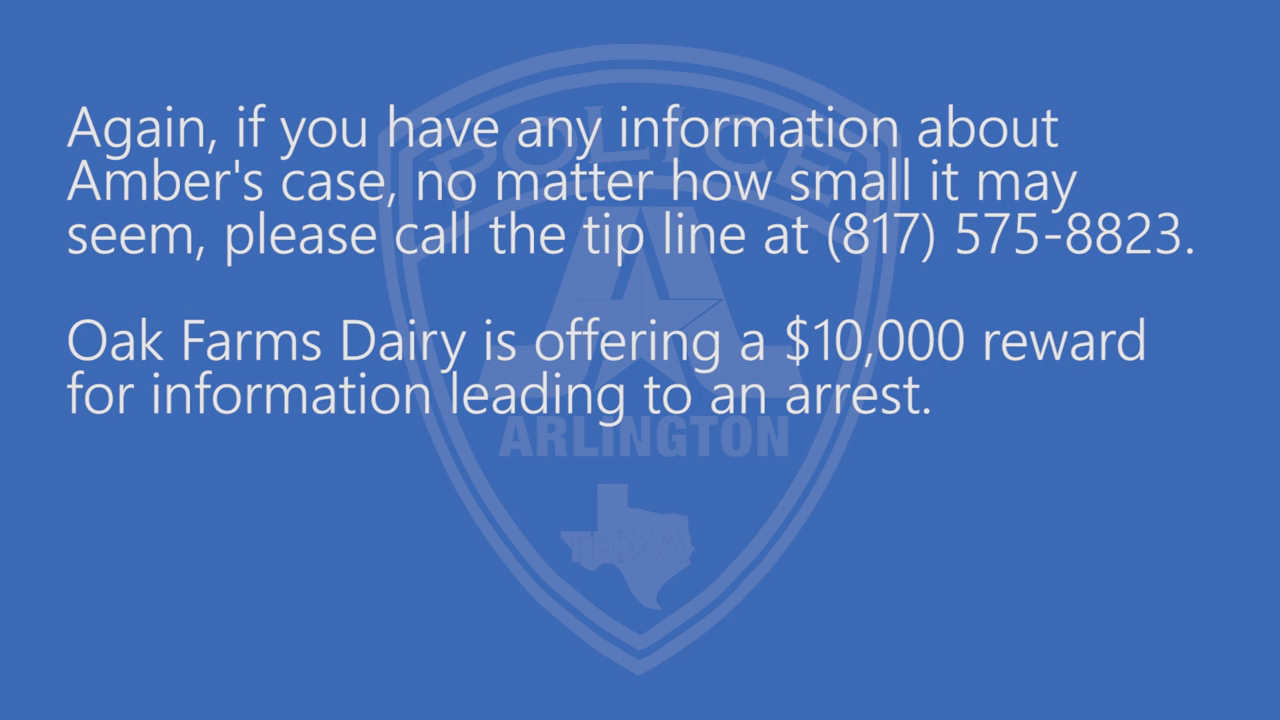 POLICE
Again, if you have any information about
Amber's case, no matter how small it may
seem, please call the tip line at (817) 575-8823.
Oak Farms Dairy is offering a $10,000 reward
for information leading to an arrest.
ARLINGTON
TEXAS